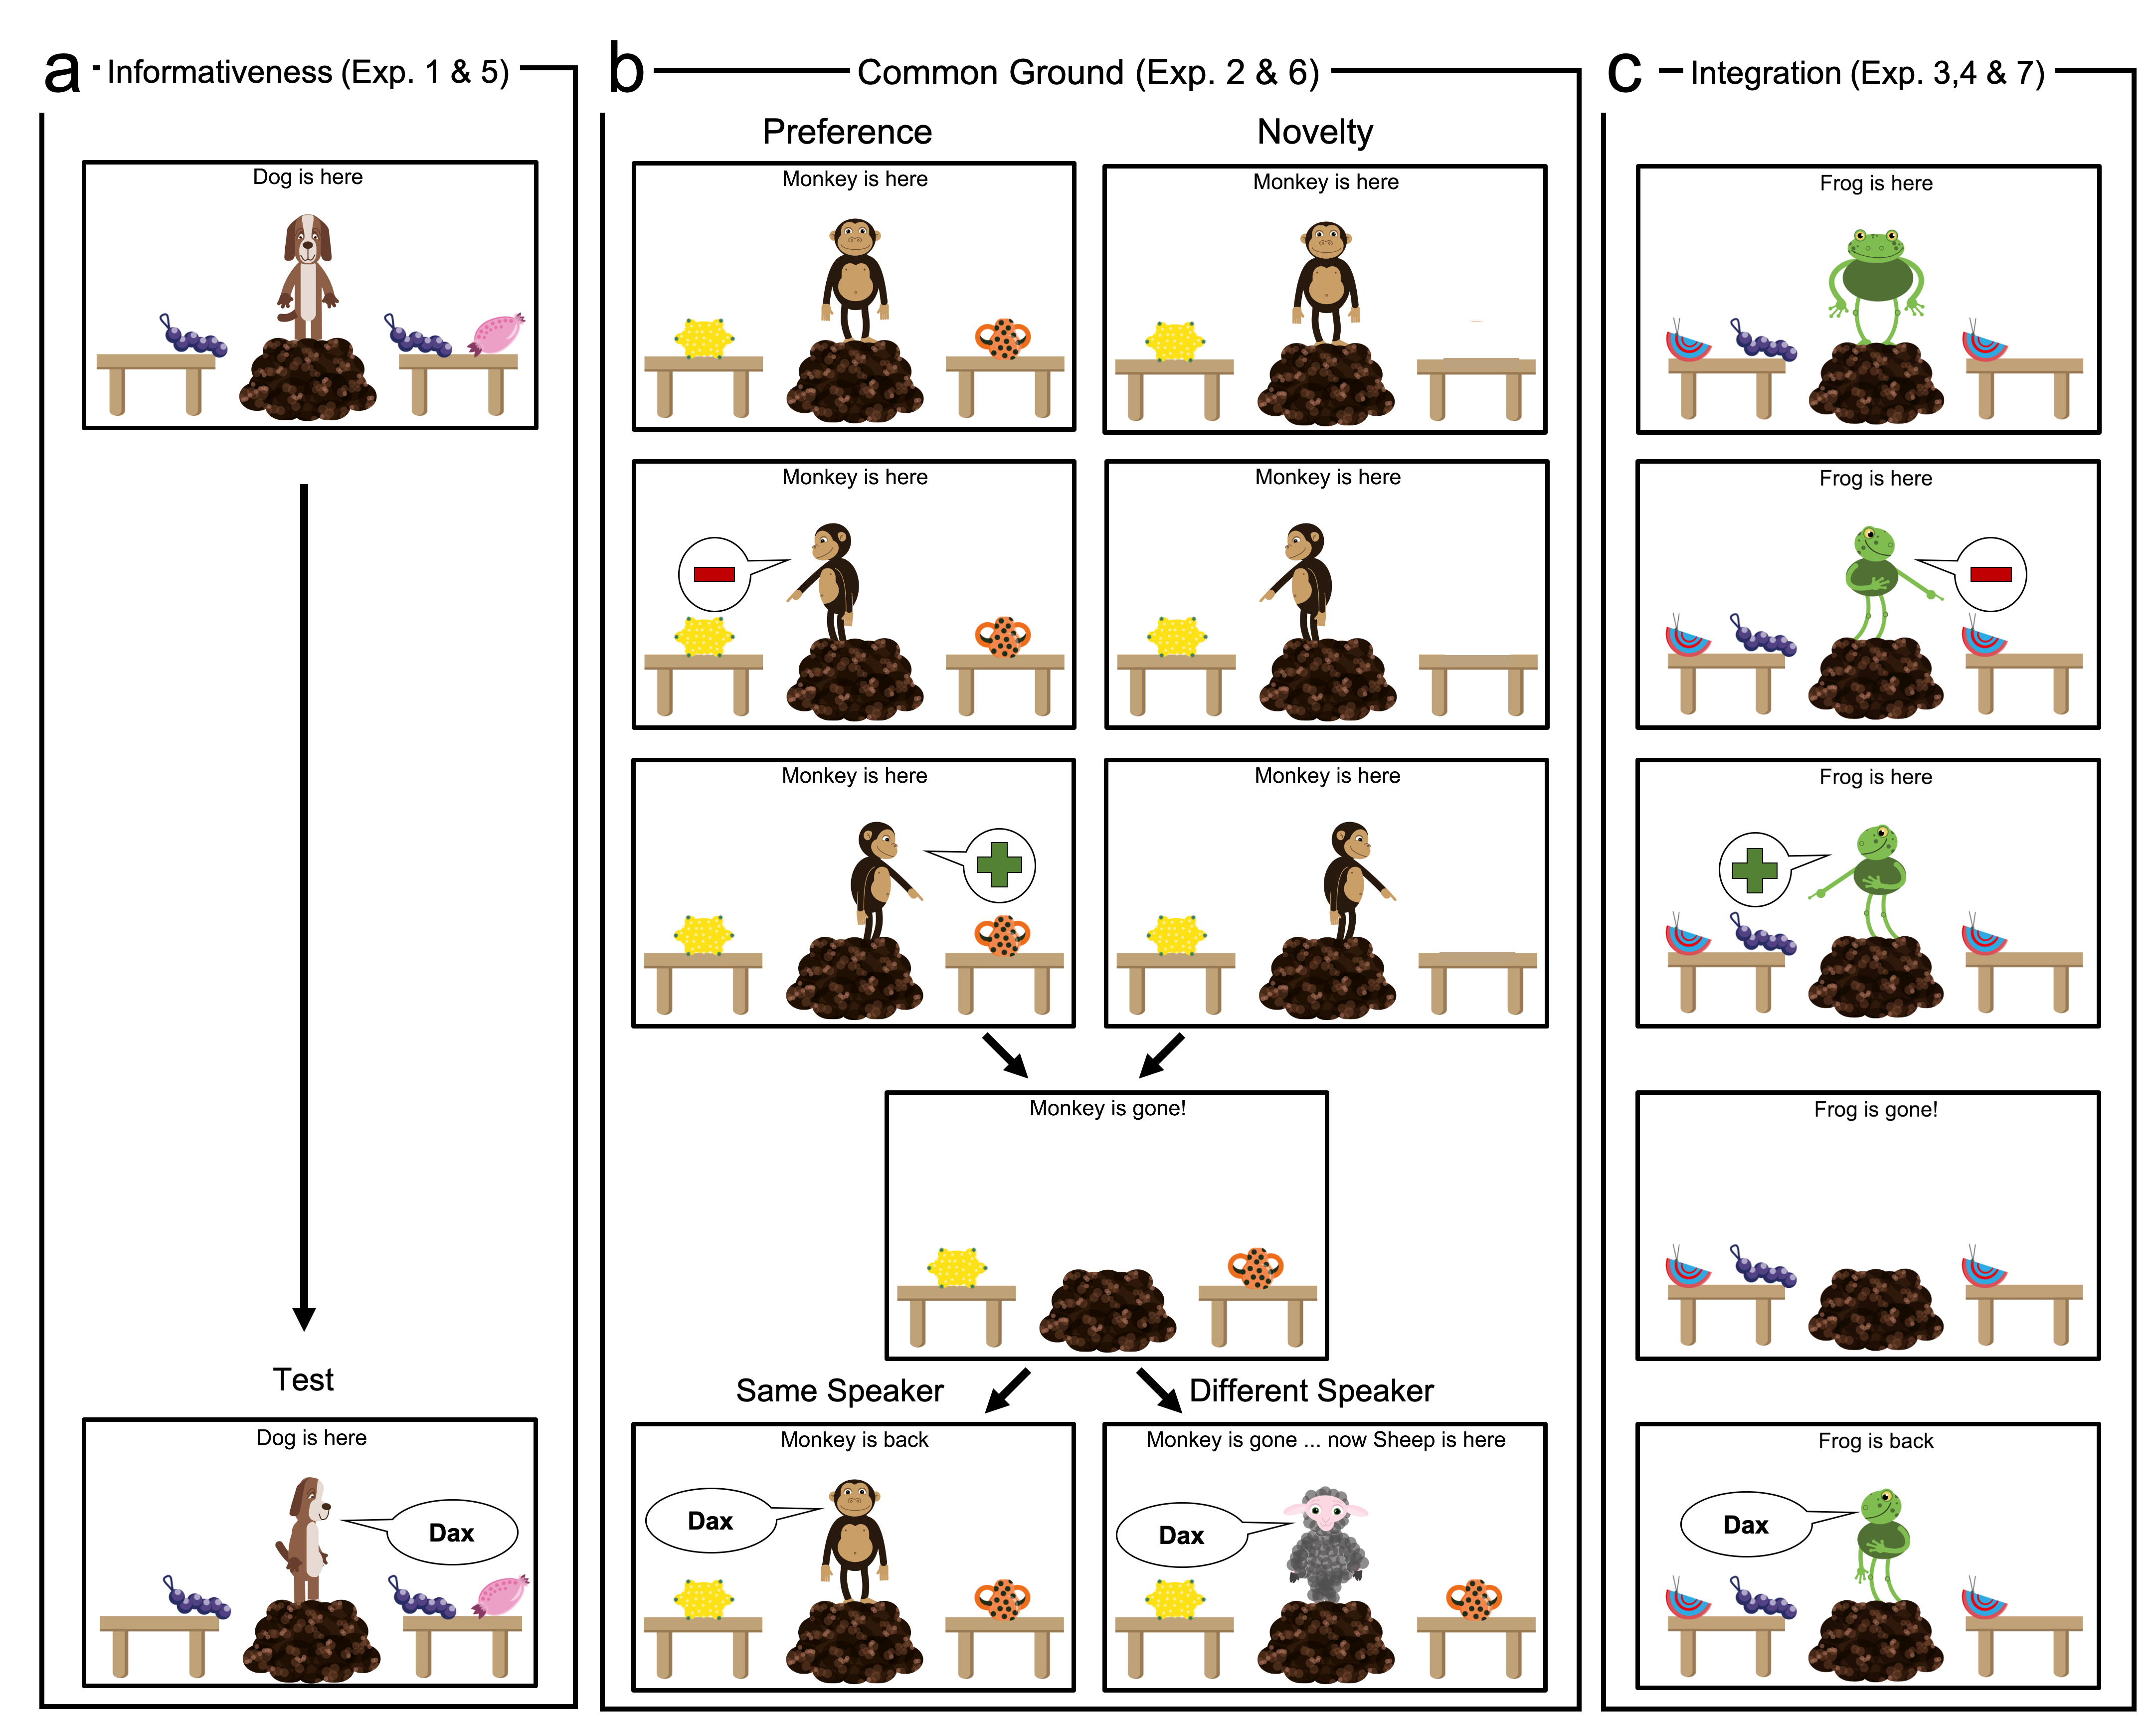 a Informativeness (Exp. 1 & 5)
Dog is here
Test
Dog is here
Dax
b Common Ground (Exp. 2 & 6)
Preference
Novelty
Monkey is here
Monkey is here
Monkey is here
Monkey is here
Monkey is here
Monkey is here
Monkey is gone!
Same Speaker
Different Speaker
Monkey is back
Dax
Monkey is gone ... now Sheep is here
Dax
c Integration (Exp. 3,4 & 7)
Frog is here
Frog is here
Frog is here
Frog is gone!
Frog is back
Dax